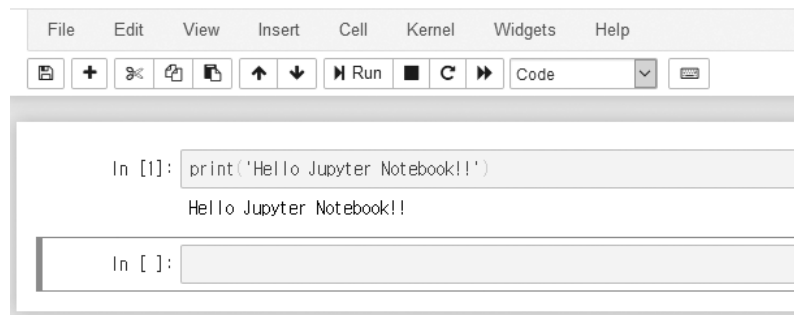 File Edit View Insert Cell Kernel Widgets Help
Run Code
In [1]: print('Hello Jupyter Notebook!!')
Hello Jupyter Notebook!!
In [ ]: